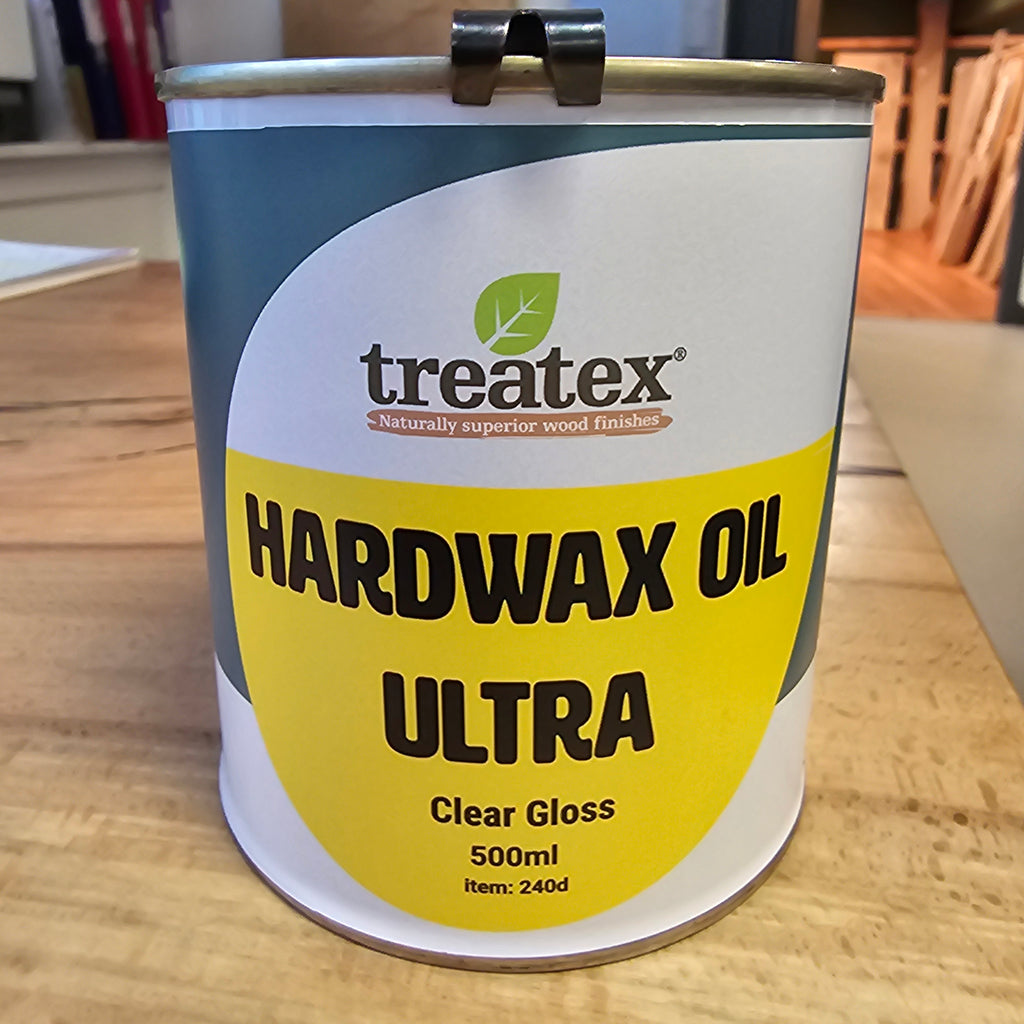 treatex®
Naturally superior wood finishes
HARDWAX OIL
ULTRA
Clear Gloss
500ml
item: 240d